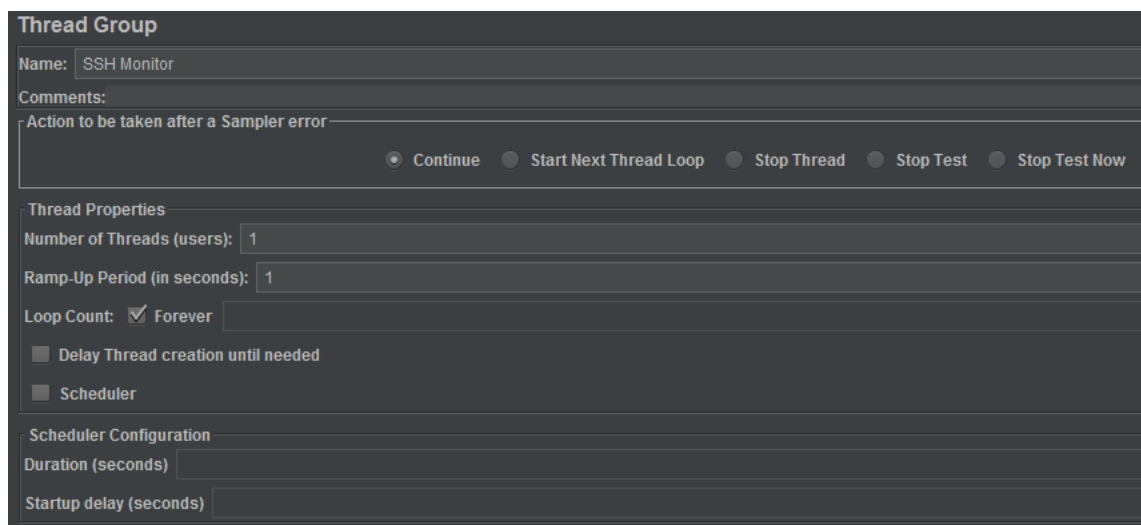 Thread Group
Name: SSH Monitor
Comments:
Action to be taken after a Sampler error
Continue Start Next Thread Loop Stop Thread Stop Test Stop Test Now
Thread Properties
Number of Threads (users): 1
Ramp-Up Period (in seconds): 1
Loop Count: Forever
Delay Thread creation until needed
Scheduler
Scheduler Configuration
Duration (seconds)
Startup delay (seconds)